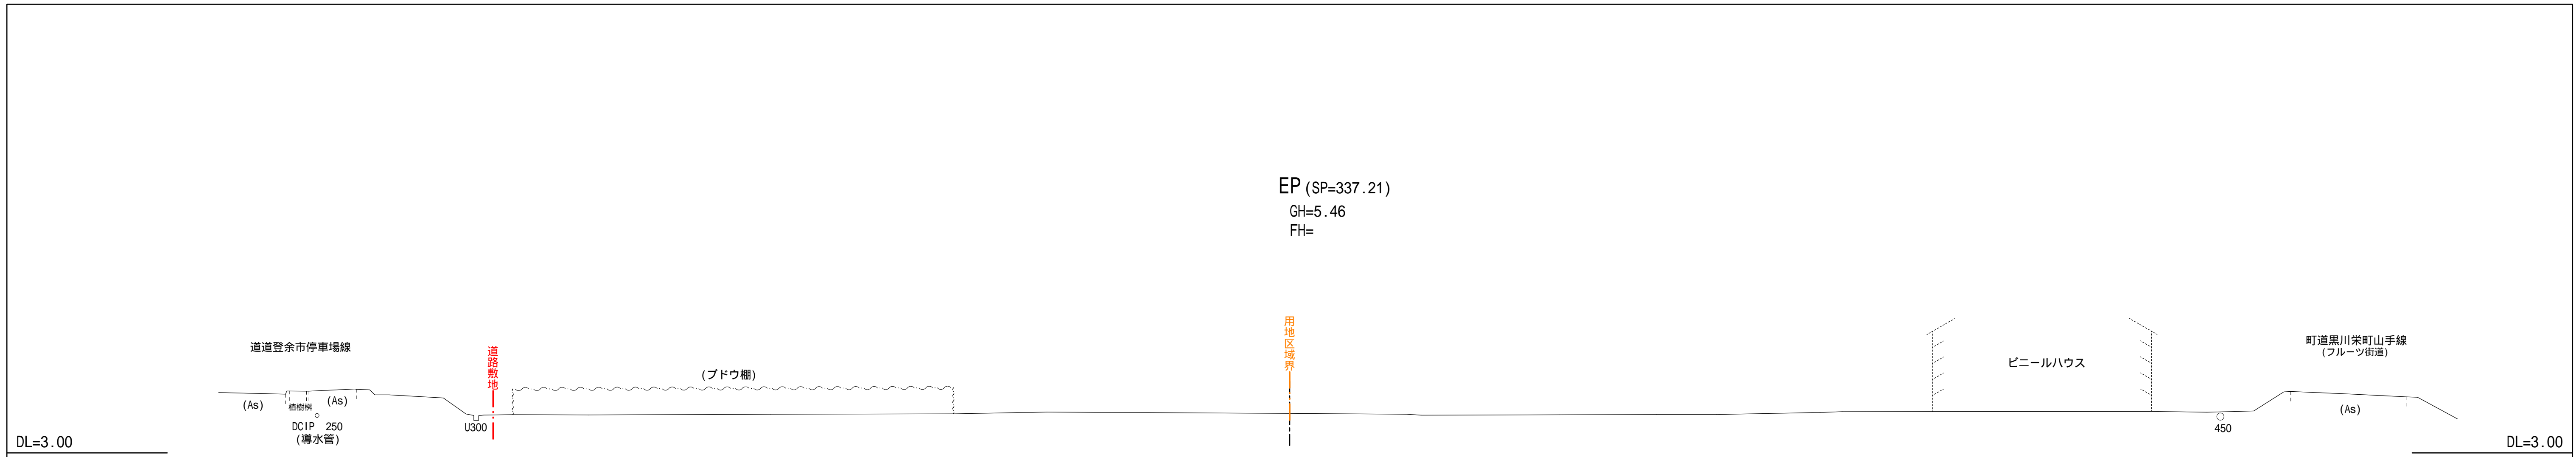 EP (SP=337.21)
GH=5.46
FH=
道道登余市停車場線
(As)
植樹桝
(As)
DCIP 250
(導水管)
U300
道路敷地
(ブドウ棚)
用地区域界
ビニールハウス
町道黒川栄町山手線
(フルーツ街道)
(As)
450
DL=3.00
DL=3.00